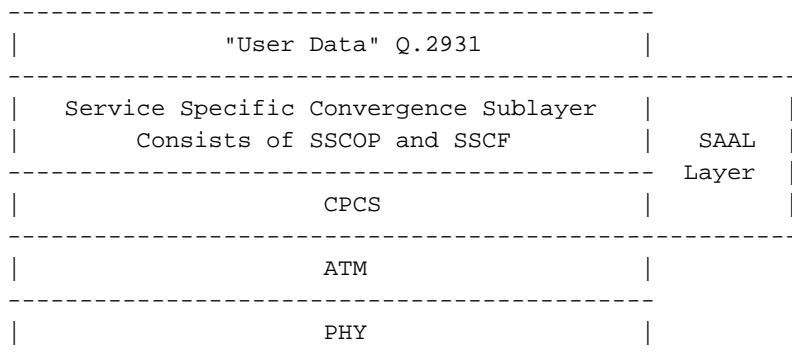 "User Data" Q.2931
Service Specific Convergence Sublayer
Consists of SSCOP and SSCF
SAAL
Layer
CPCS
ATM
PHY